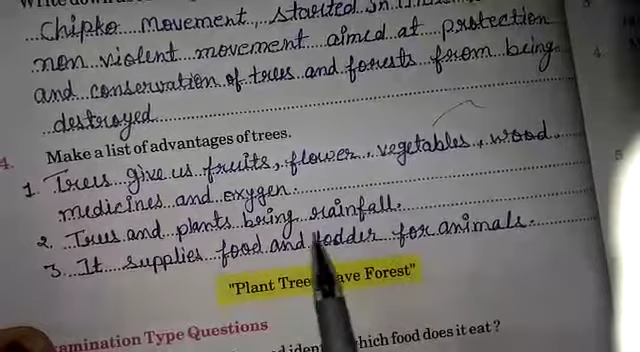 Chipko movement, started in
non violent movement aimed at protection
and conservation of trees and forests from being
destroyed
4. Make a list of advantages of trees.
1. Trees give us fruits, flower, vegetables, wood
medicines and oxygen.
2. Trees and plants bring rainfall.
3. It supplies food and fodder for animals.
"Plant Tree ave Forest"
amination Type Questions
which food does it eat ?